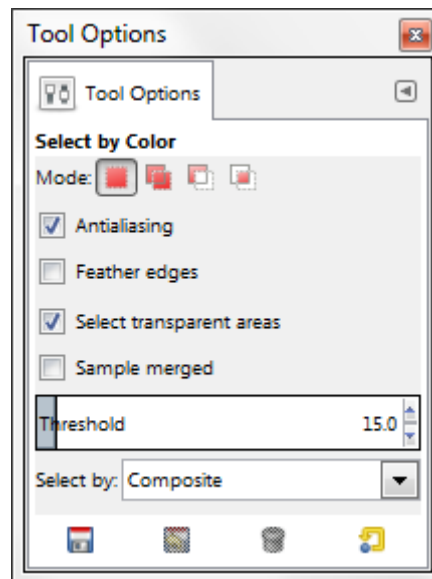 Tool Options
Tool Options
Select by Color
Mode:
Antialiasing
Feather edges
Select transparent areas
Sample merged
Threshold 15.0
Select by: Composite